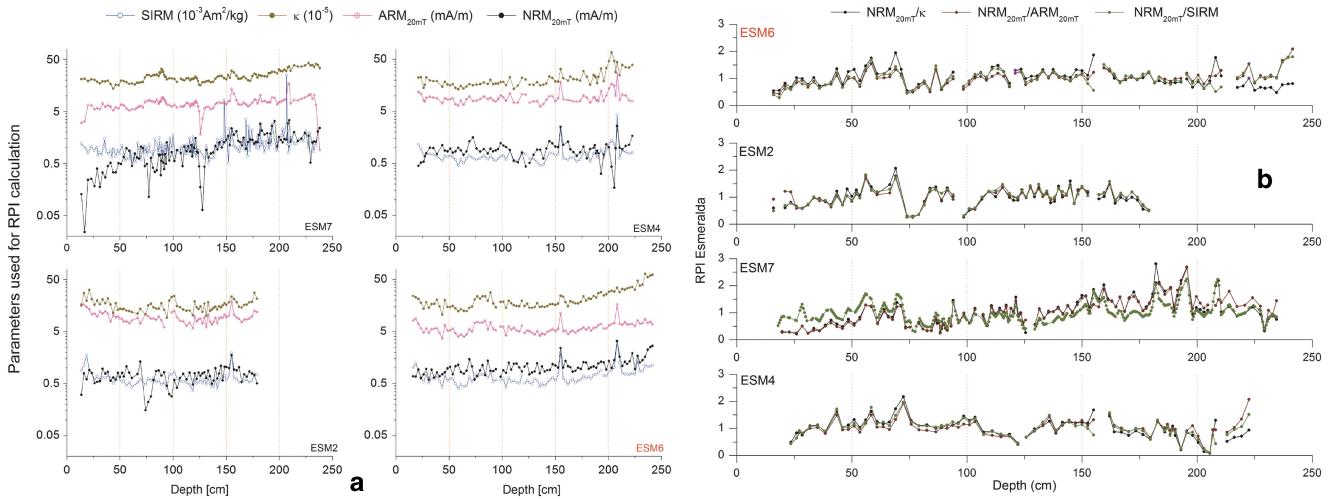 SIRM (10⁻³Am²/kg) κ (10⁻⁵) ARM₂₀ₘT (mA/m) NRM₂₀ₘT (mA/m)
Parameters used for RPI calculation
50
5
0.5
0.05
0 50 100 150 200 250
ESM7
50
5
0.5
0.05
0 50 100 150 200 250
ESM4
50
5
0.5
0.05
0 50 100 150 200 250
ESM2
Depth [cm]
50
5
0.5
0.05
0 50 100 150 200 250
ESM6
Depth [cm]
a
NRM₂₀ₘT/κ NRM₂₀ₘT/ARM₂₀ₘT NRM₂₀ₘT/SIRM
RPI Esmeralda
ESM6
3
2
1
0
0 50 100 150 200 250
ESM2
3
2
1
0
0 50 100 150 200 250
b
ESM7
3
2
1
0
0 50 100 150 200 250
ESM4
3
2
1
0
0 50 100 150 200 250
Depth (cm)